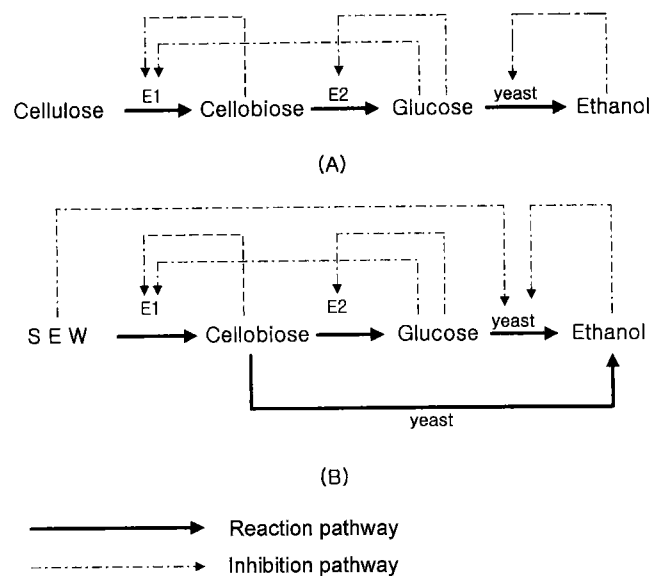 E1 E2 yeast
Cellulose Cellobiose Glucose Ethanol
(A)
E1 E2 yeast
S E W Cellobiose Glucose Ethanol
yeast
(B)
Reaction pathway
Inhibition pathway